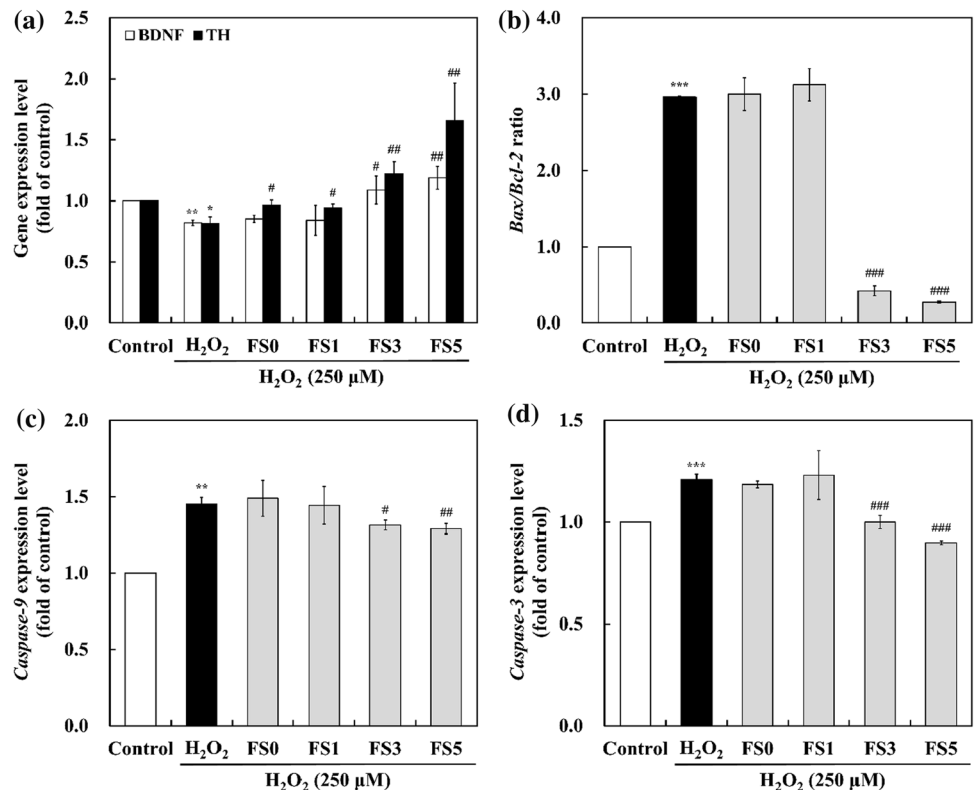 (a)
BDNF TH
Gene expression level
(fold of control)
2.5
2.0
1.5
1.0
0.5
0.0
** * # # # ## ## ##
Control H₂O₂ FS0 FS1 FS3 FS5
H₂O₂ (250 µM)
(b)
Bax/Bcl-2 ratio
4.0
3.0
2.0
1.0
0.0
*** ### ###
Control H₂O₂ FS0 FS1 FS3 FS5
H₂O₂ (250 µM)
(c)
Caspase-9 expression level
(fold of control)
2.0
1.5
1.0
0.5
0.0
** # ##
Control H₂O₂ FS0 FS1 FS3 FS5
H₂O₂ (250 µM)
(d)
Caspase-3 expression level
(fold of control)
1.5
1.0
0.5
0.0
*** ### ###
Control H₂O₂ FS0 FS1 FS3 FS5
H₂O₂ (250 µM)